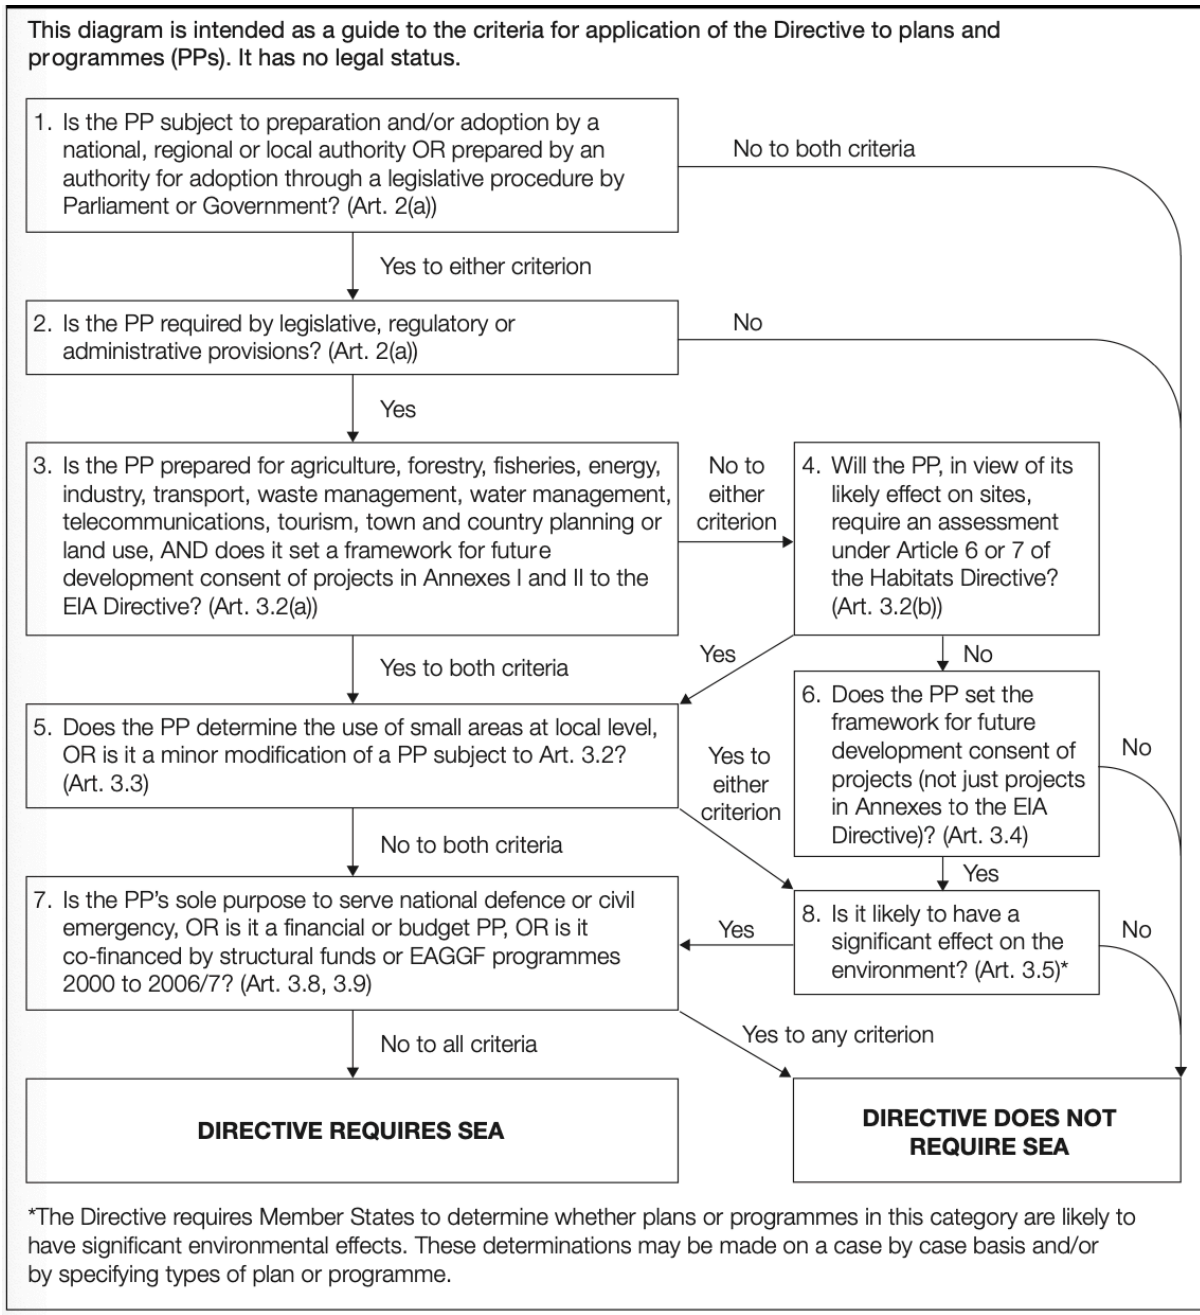 This diagram is intended as a guide to the criteria for application of the Directive to plans and
programmes (PPs). It has no legal status.
1. Is the PP subject to preparation and/or adoption by a
national, regional or local authority OR prepared by an
authority for adoption through a legislative procedure by
Parliament or Government? (Art. 2(a))
No to both criteria
Yes to either criterion
2. Is the PP required by legislative, regulatory or
administrative provisions? (Art. 2(a))
No
Yes
3. Is the PP prepared for agriculture, forestry, fisheries, energy,
industry, transport, waste management, water management,
telecommunications, tourism, town and country planning or
land use, AND does it set a framework for future
development consent of projects in Annexes I and II to the
EIA Directive? (Art. 3.2(a))
No to
either
criterion
4. Will the PP, in view of its
likely effect on sites,
require an assessment
under Article 6 or 7 of
the Habitats Directive?
(Art. 3.2(b))
Yes to both criteria
Yes
No
5. Does the PP determine the use of small areas at local level,
OR is it a minor modification of a PP subject to Art. 3.2?
(Art. 3.3)
Yes to
either
criterion
6. Does the PP set the
framework for future
development consent of
projects (not just projects
in Annexes to the EIA
Directive)? (Art. 3.4)
No
No to both criteria
Yes
7. Is the PP’s sole purpose to serve national defence or civil
emergency, OR is it a financial or budget PP, OR is it
co-financed by structural funds or EAGGF programmes
2000 to 2006/7? (Art. 3.8, 3.9)
Yes
8. Is it likely to have a
significant effect on the
environment? (Art. 3.5)*
No
No to all criteria
Yes to any criterion
DIRECTIVE REQUIRES SEA
DIRECTIVE DOES NOT
REQUIRE SEA
*The Directive requires Member States to determine whether plans or programmes in this category are likely to
have significant environmental effects. These determinations may be made on a case by case basis and/or
by specifying types of plan or programme.